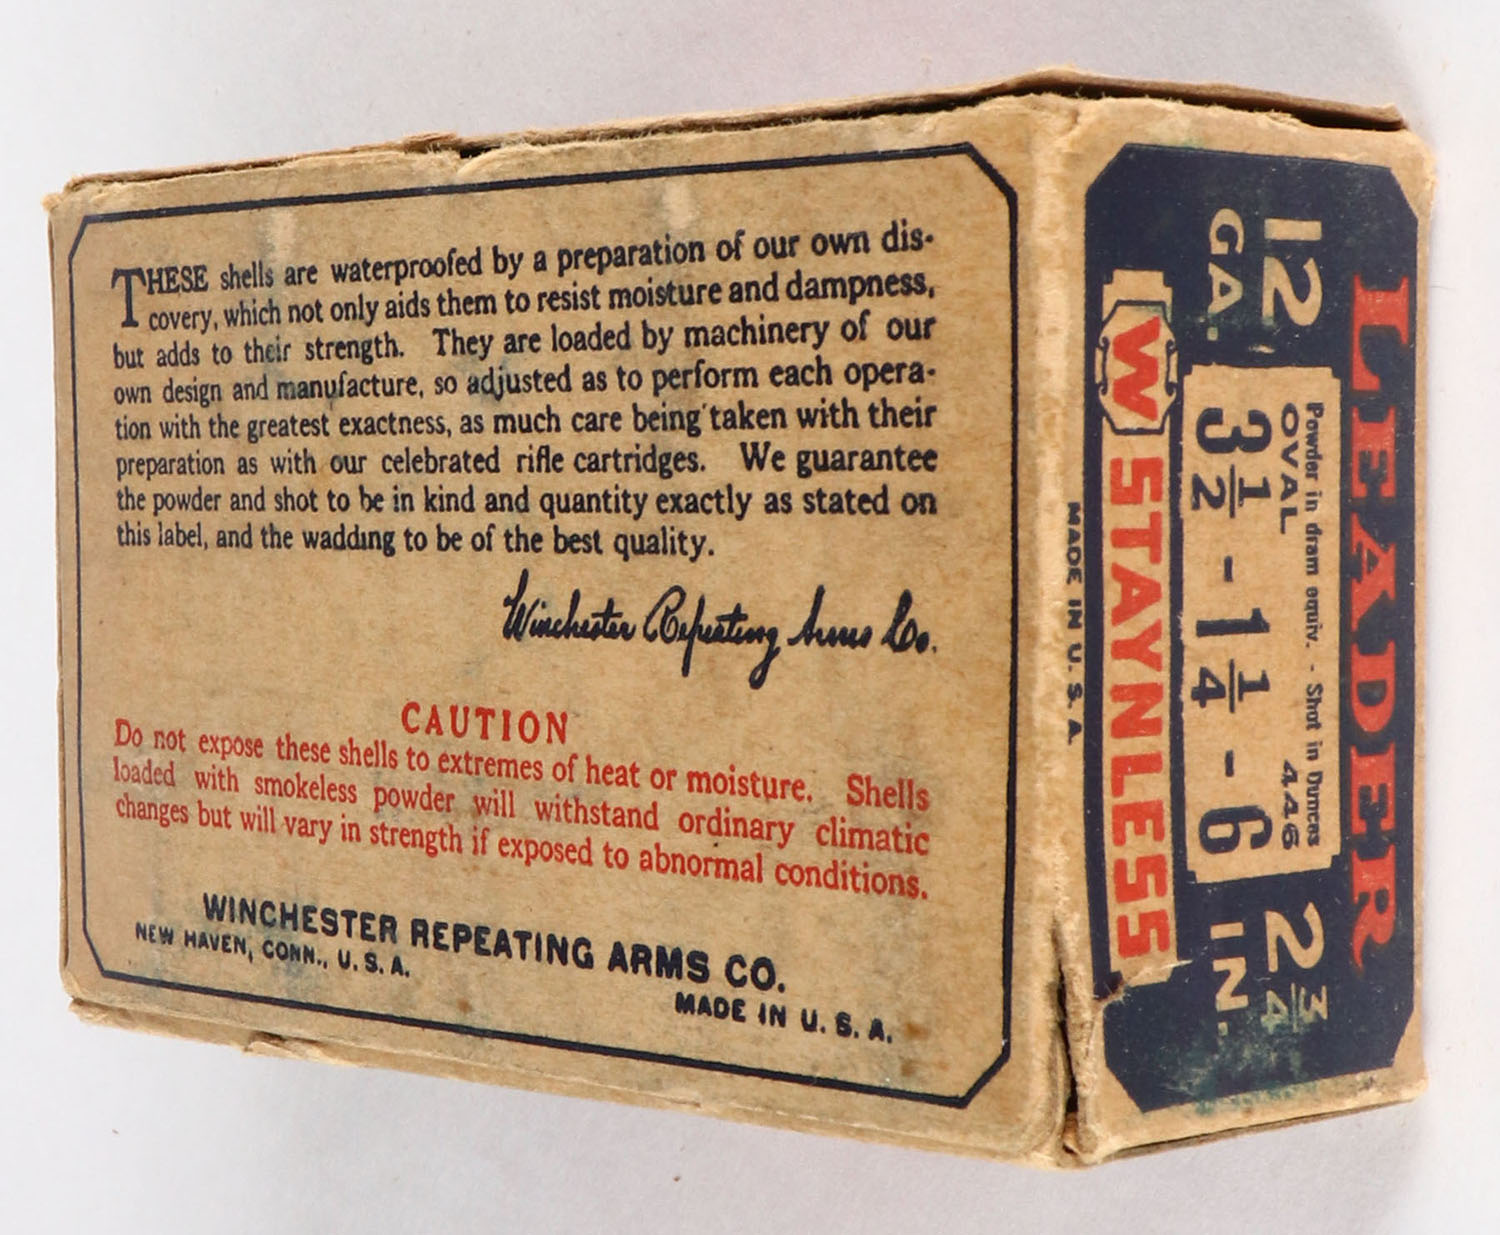 THESE shells are waterproofed by a preparation of our own dis-
covery, which not only aids them to resist moisture and dampness,
but adds to their strength. They are loaded by machinery of our
own design and manufacture, so adjusted as to perform each opera-
tion with the greatest exactness, as much care being taken with their
preparation as with our celebrated rifle cartridges. We guarantee
the powder and shot to be in kind and quantity exactly as stated on
this label, and the wadding to be of the best quality.
Winchester Repeating Arms Co.
CAUTION
Do not expose these shells to extremes of heat or moisture. Shells
loaded with smokeless powder will withstand ordinary climatic
changes but will vary in strength if exposed to abnormal conditions.
WINCHESTER REPEATING ARMS CO.
NEW HAVEN, CONN., U. S. A.
MADE IN U. S. A.
LEADER
12 GA.
Powder in dram equiv. - Shot in Dunces
OVAL 446
3 1/2 - 1 1/4 - 6
2 3/4 IN.
W STAYNLESS
MADE IN U. S. A.